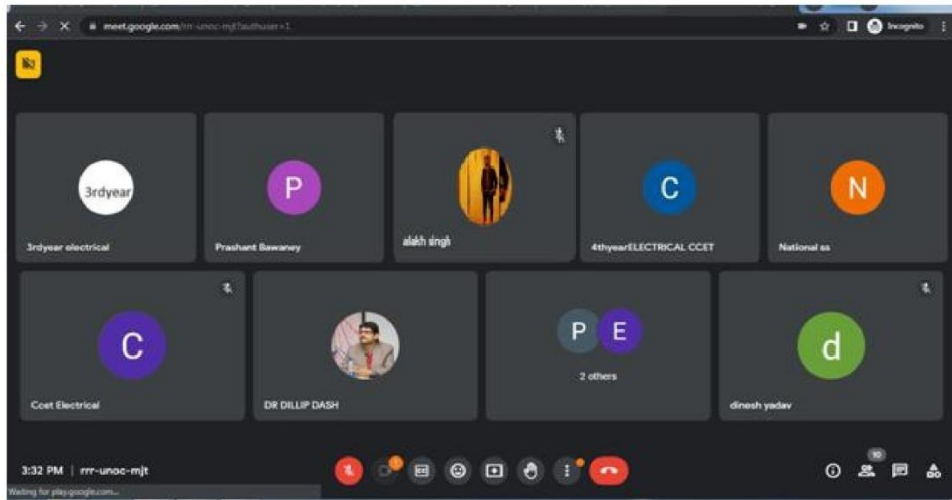 meet.google.com/rrr-unoc-mjt?authuser=1
Incognito
3rdyear
P
C
N
3rdyear electrical
Prashant Bawaney
alakh singh
4thyearELECTRICAL CCET
National ss
C
P E
d
2 others
Ccet Electrical
DR DILLIP DASH
dinesh yadav
10
3:32 PM | rrr-unoc-mjt
Waiting for play.google.com...